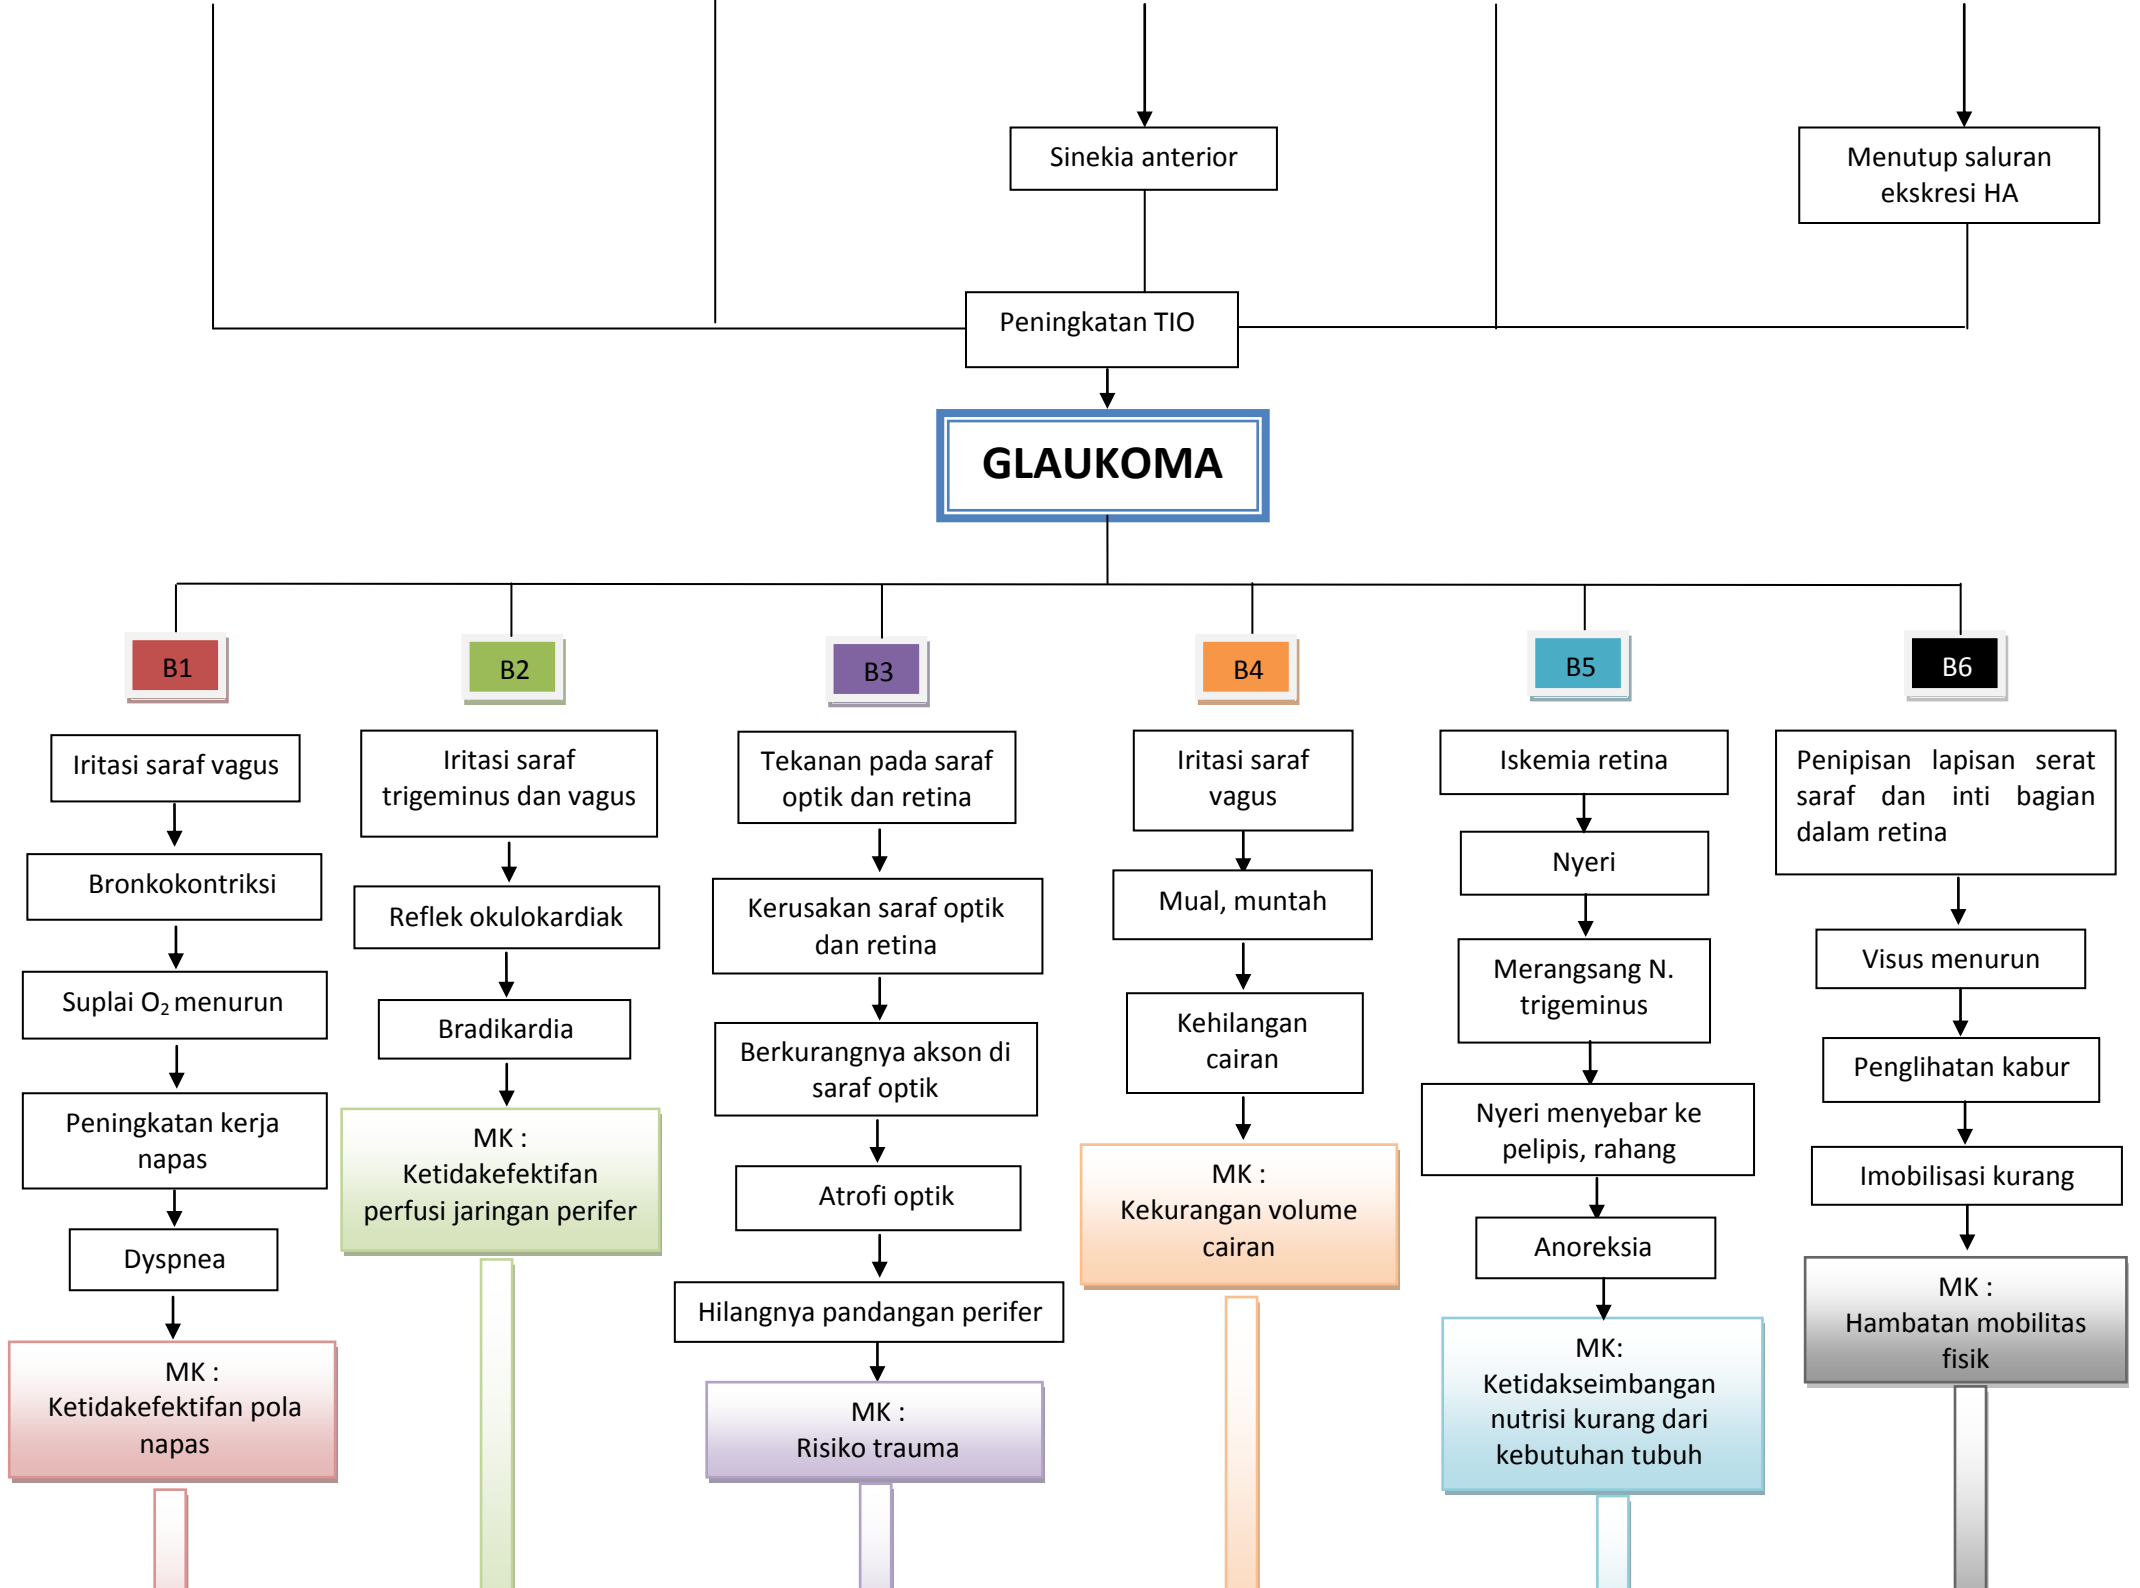 Sinekia anterior
Menutup saluran
ekskresi HA
Peningkatan TIO
GLAUKOMA
B1
B2
B3
B4
B5
B6
Iritasi saraf vagus
Bronkokontriksi
Suplai O₂ menurun
Peningkatan kerja
napas
Dyspnea
MK :
Ketidakefektifan pola
napas
Iritasi saraf
trigeminus dan vagus
Reflek okulokardiak
Bradikardia
MK :
Ketidakefektifan
perfusi jaringan perifer
Tekanan pada saraf
optik dan retina
Kerusakan saraf optik
dan retina
Berkurangnya akson di
saraf optik
Atrofi optik
Hilangnya pandangan perifer
MK :
Risiko trauma
Iritasi saraf
vagus
Mual, muntah
Kehilangan
cairan
MK :
Kekurangan volume
cairan
Iskemia retina
Nyeri
Merangsang N.
trigeminus
Nyeri menyebar ke
pelipis, rahang
Anoreksia
MK:
Ketidakseimbangan
nutrisi kurang dari
kebutuhan tubuh
Penipisan lapisan serat
saraf dan inti bagian
dalam retina
Visus menurun
Penglihatan kabur
Imobilisasi kurang
MK :
Hambatan mobilitas
fisik